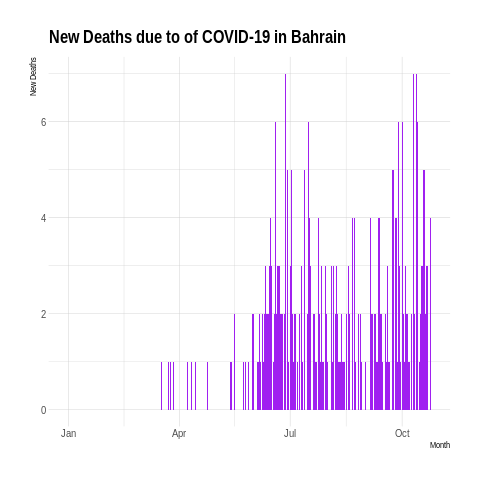 New Deaths due to of COVID-19 in Bahrain
New Deaths
6
4
2
0
Jan Apr Jul Oct
Month